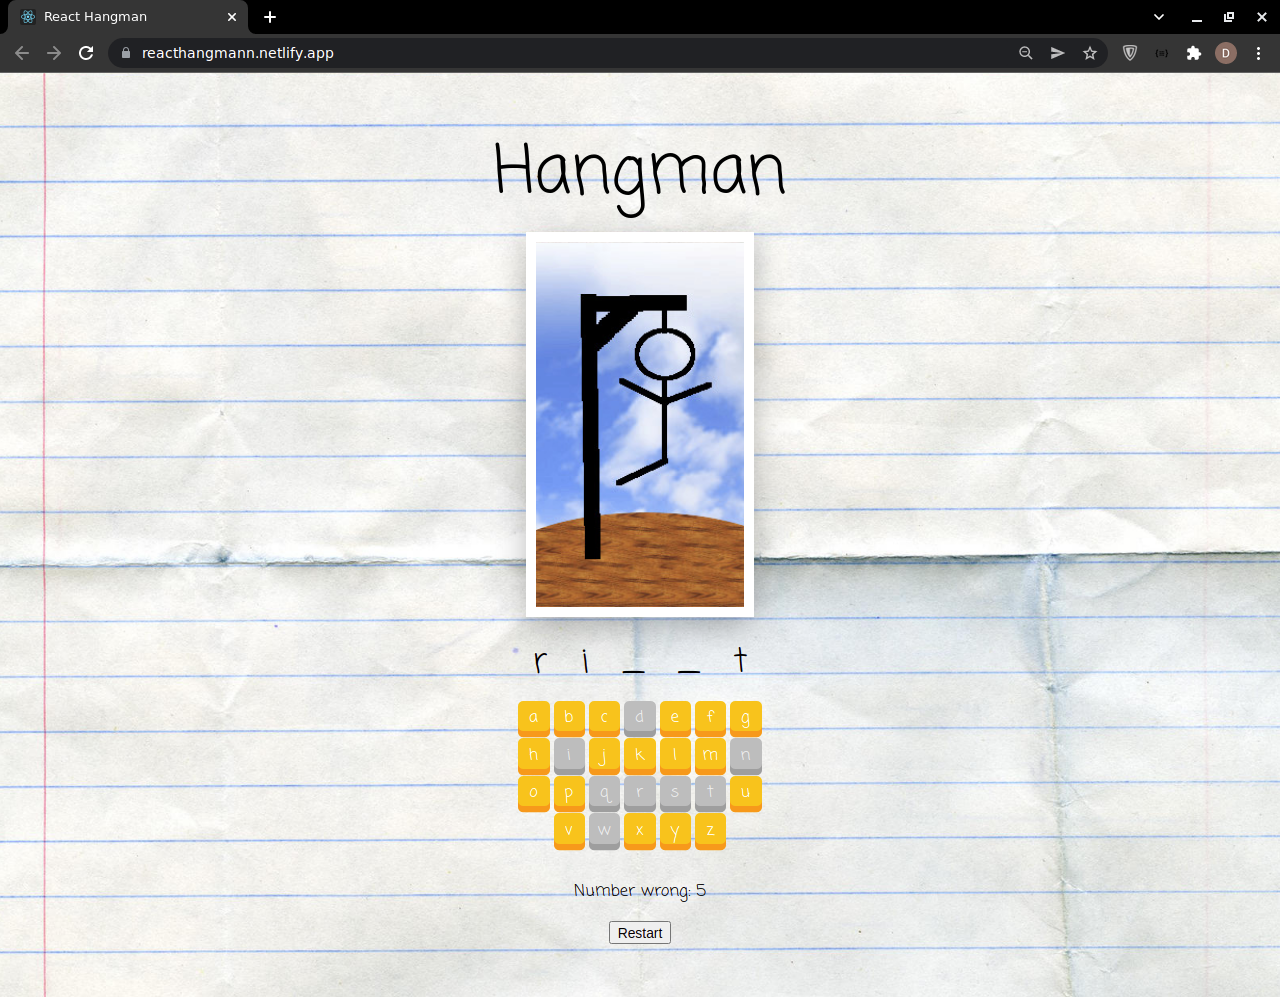 React Hangman
reacthangmann.netlify.app
D
Hangman
r i _ _ t
a b c d e f g
h i j k l m n
o p q r s t u
v w x y z
Number wrong: 5
Restart